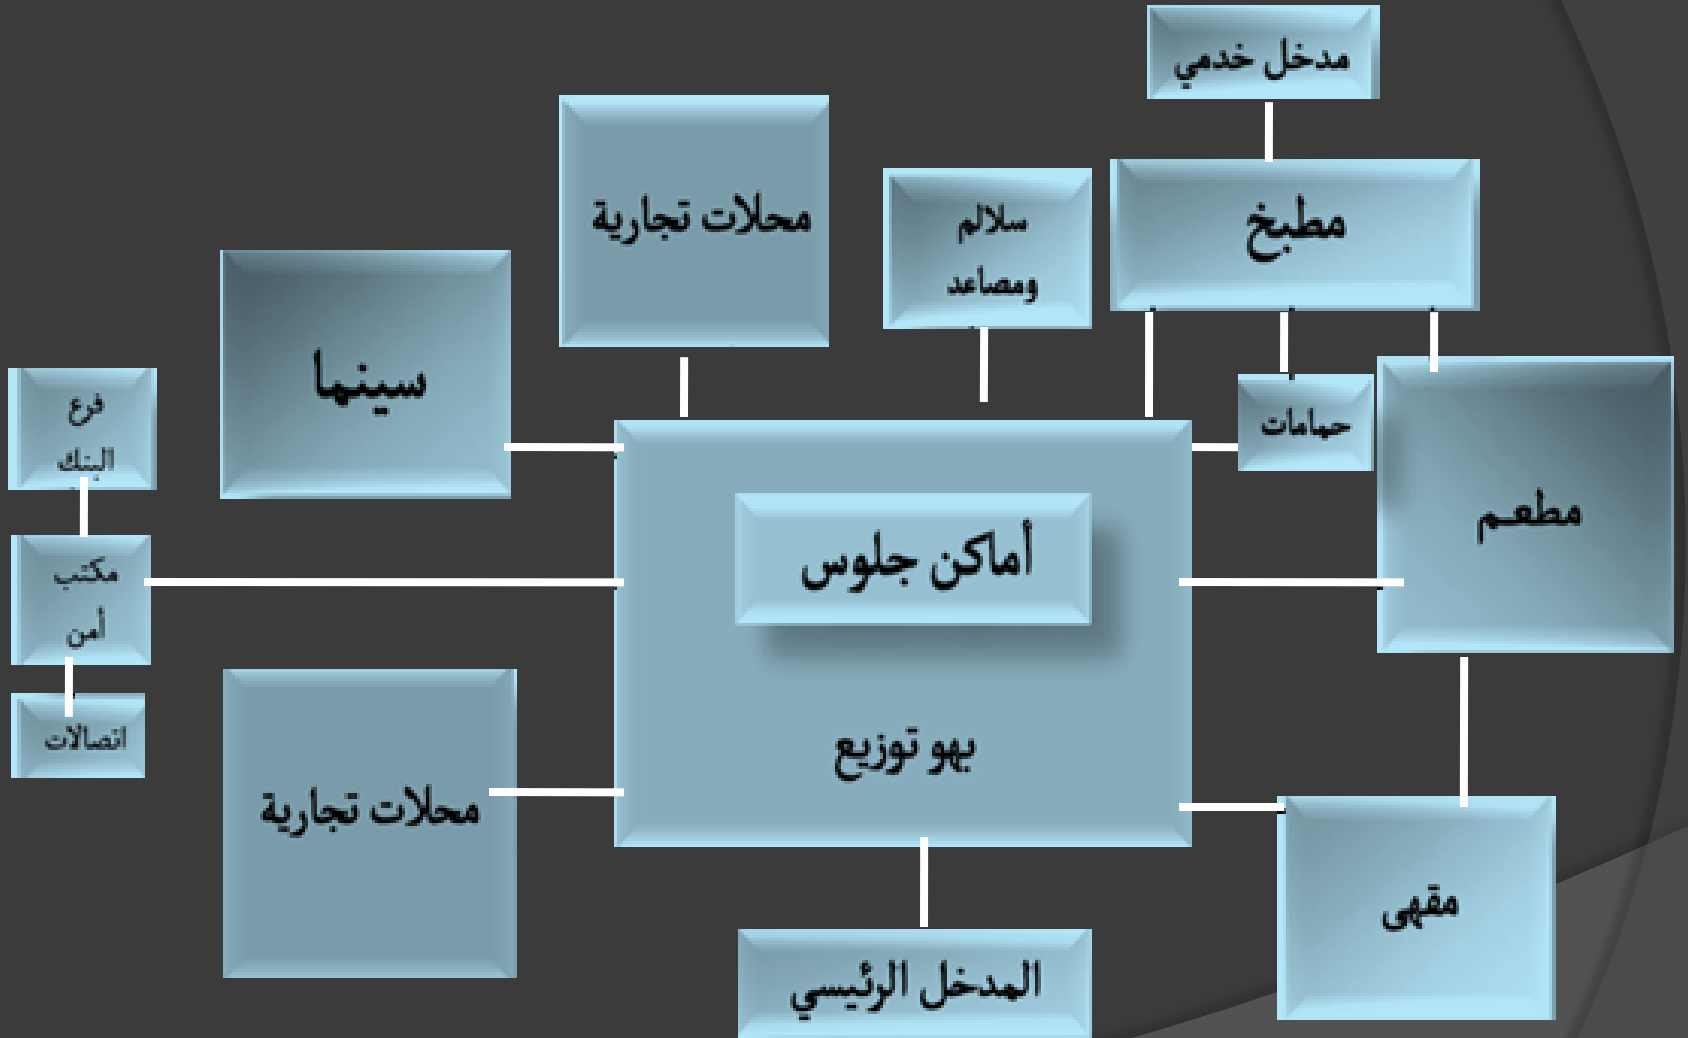 مدخل خدمي
محلات تجارية
سلالم
ومصاعد
مطبخ
سينما
فرع
البنك
حمامات
مطعـم
أماكن جلوس
مكتب
أمن
اتصالات
بهو توزيع
محلات تجارية
مقهى
المدخل الرئيسي